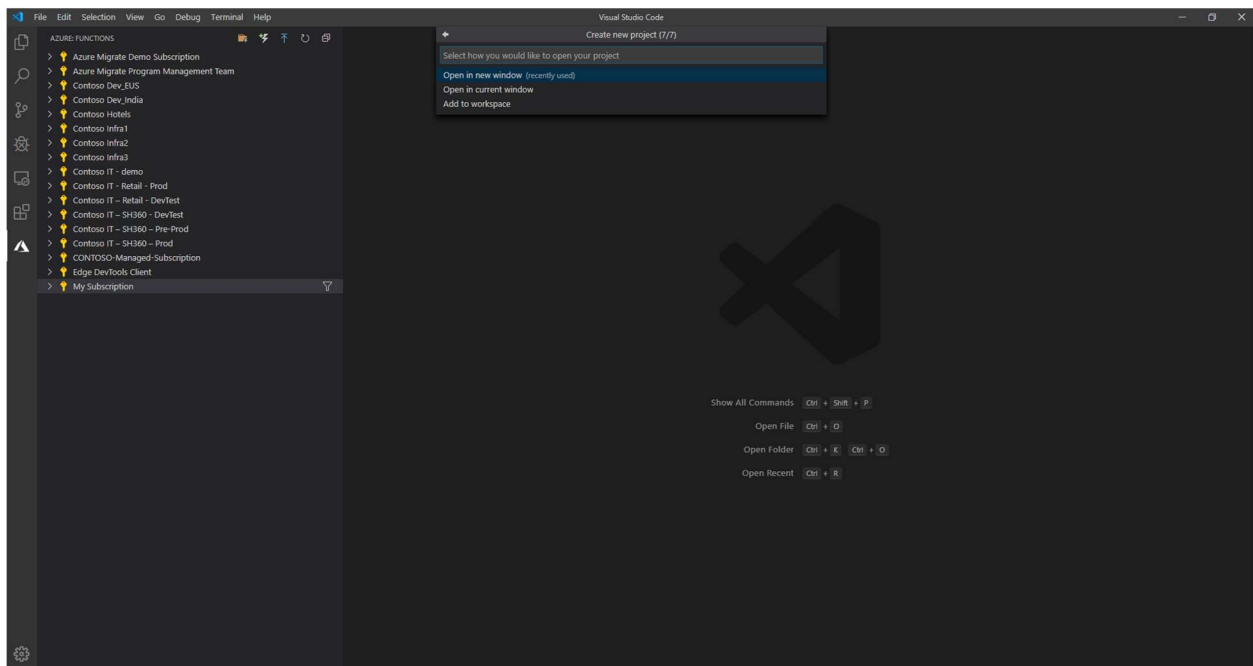 File Edit Selection View Go Debug Terminal Help
Visual Studio Code
AZURE: FUNCTIONS
Azure Migrate Demo Subscription
Azure Migrate Program Management Team
Contoso Dev_EUS
Contoso Dev_India
Contoso Hotels
Contoso Infra1
Contoso Infra2
Contoso Infra3
Contoso IT - demo
Contoso IT - Retail - Prod
Contoso IT – Retail - DevTest
Contoso IT – SH360 - DevTest
Contoso IT – SH360 – Pre-Prod
Contoso IT – SH360 – Prod
CONTOSO-Managed-Subscription
Edge DevTools Client
My Subscription
Create new project (7/7)
Select how you would like to open your project
Open in new window (recently used)
Open in current window
Add to workspace
Show All Commands Ctrl + Shift + P
Open File Ctrl + O
Open Folder Ctrl + K Ctrl + O
Open Recent Ctrl + R